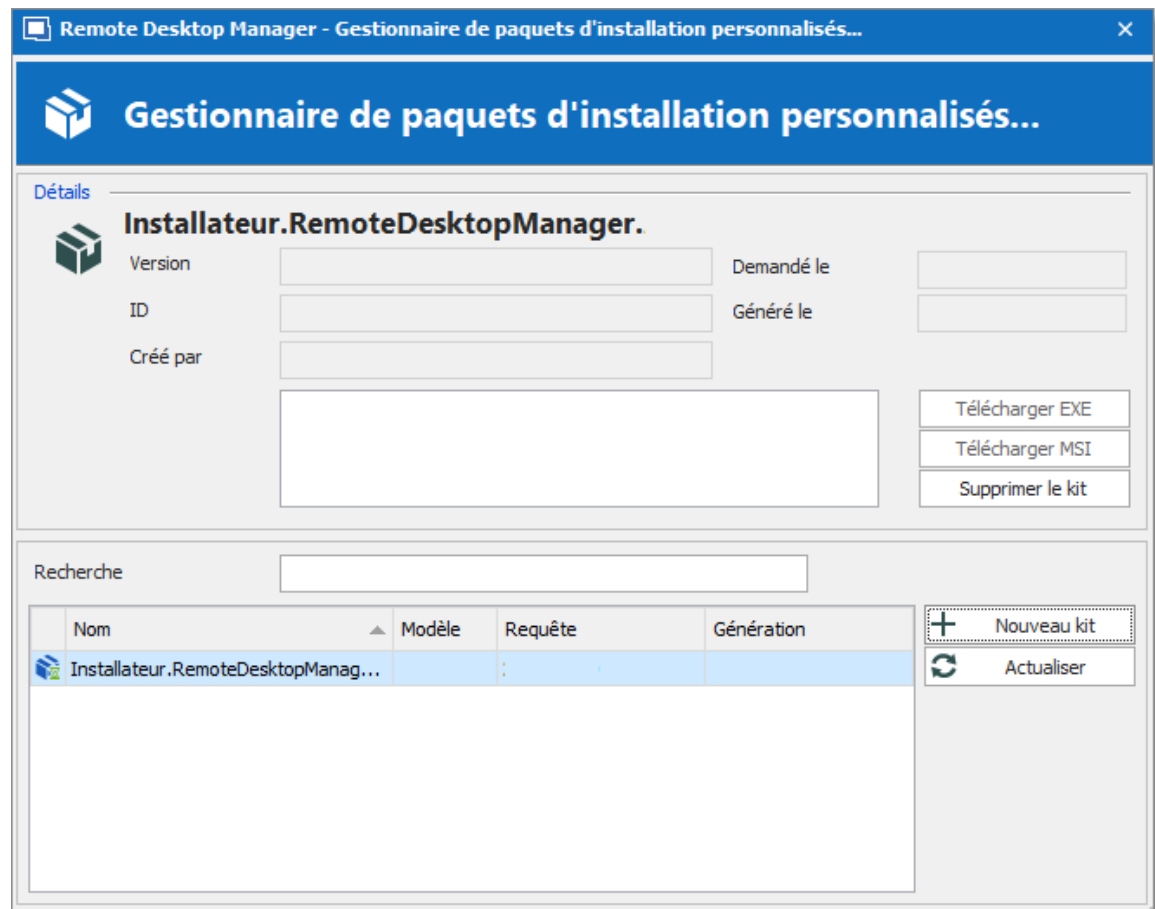 Remote Desktop Manager - Gestionnaire de paquets d'installation personnalisés...
Gestionnaire de paquets d'installation personnalisés...
Détails
Installateur.RemoteDesktopManager.
Version
Demandé le
ID
Généré le
Créé par
Télécharger EXE
Télécharger MSI
Supprimer le kit
Recherche
Nom Modèle Requête Génération
Nouveau kit
Installateur.RemoteDesktopManag...
Actualiser